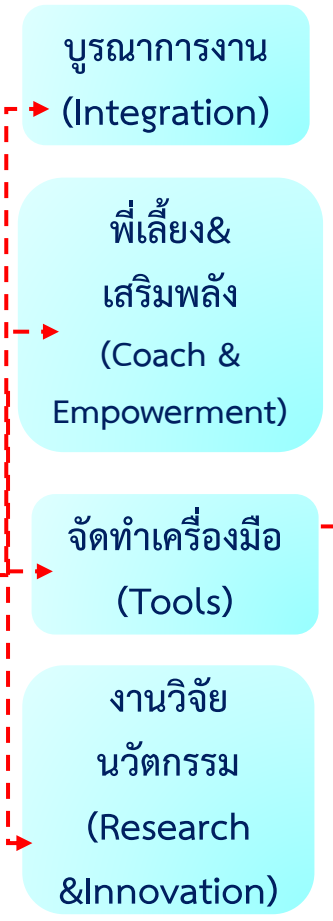 บูรณาการงาน
(Integration)
พี่เลี้ยง&
เสริมพลัง
(Coach &
Empowerment)
จัดทำเครื่องมือ
(Tools)
งานวิจัย
นวัตกรรม
(Research
&Innovation)